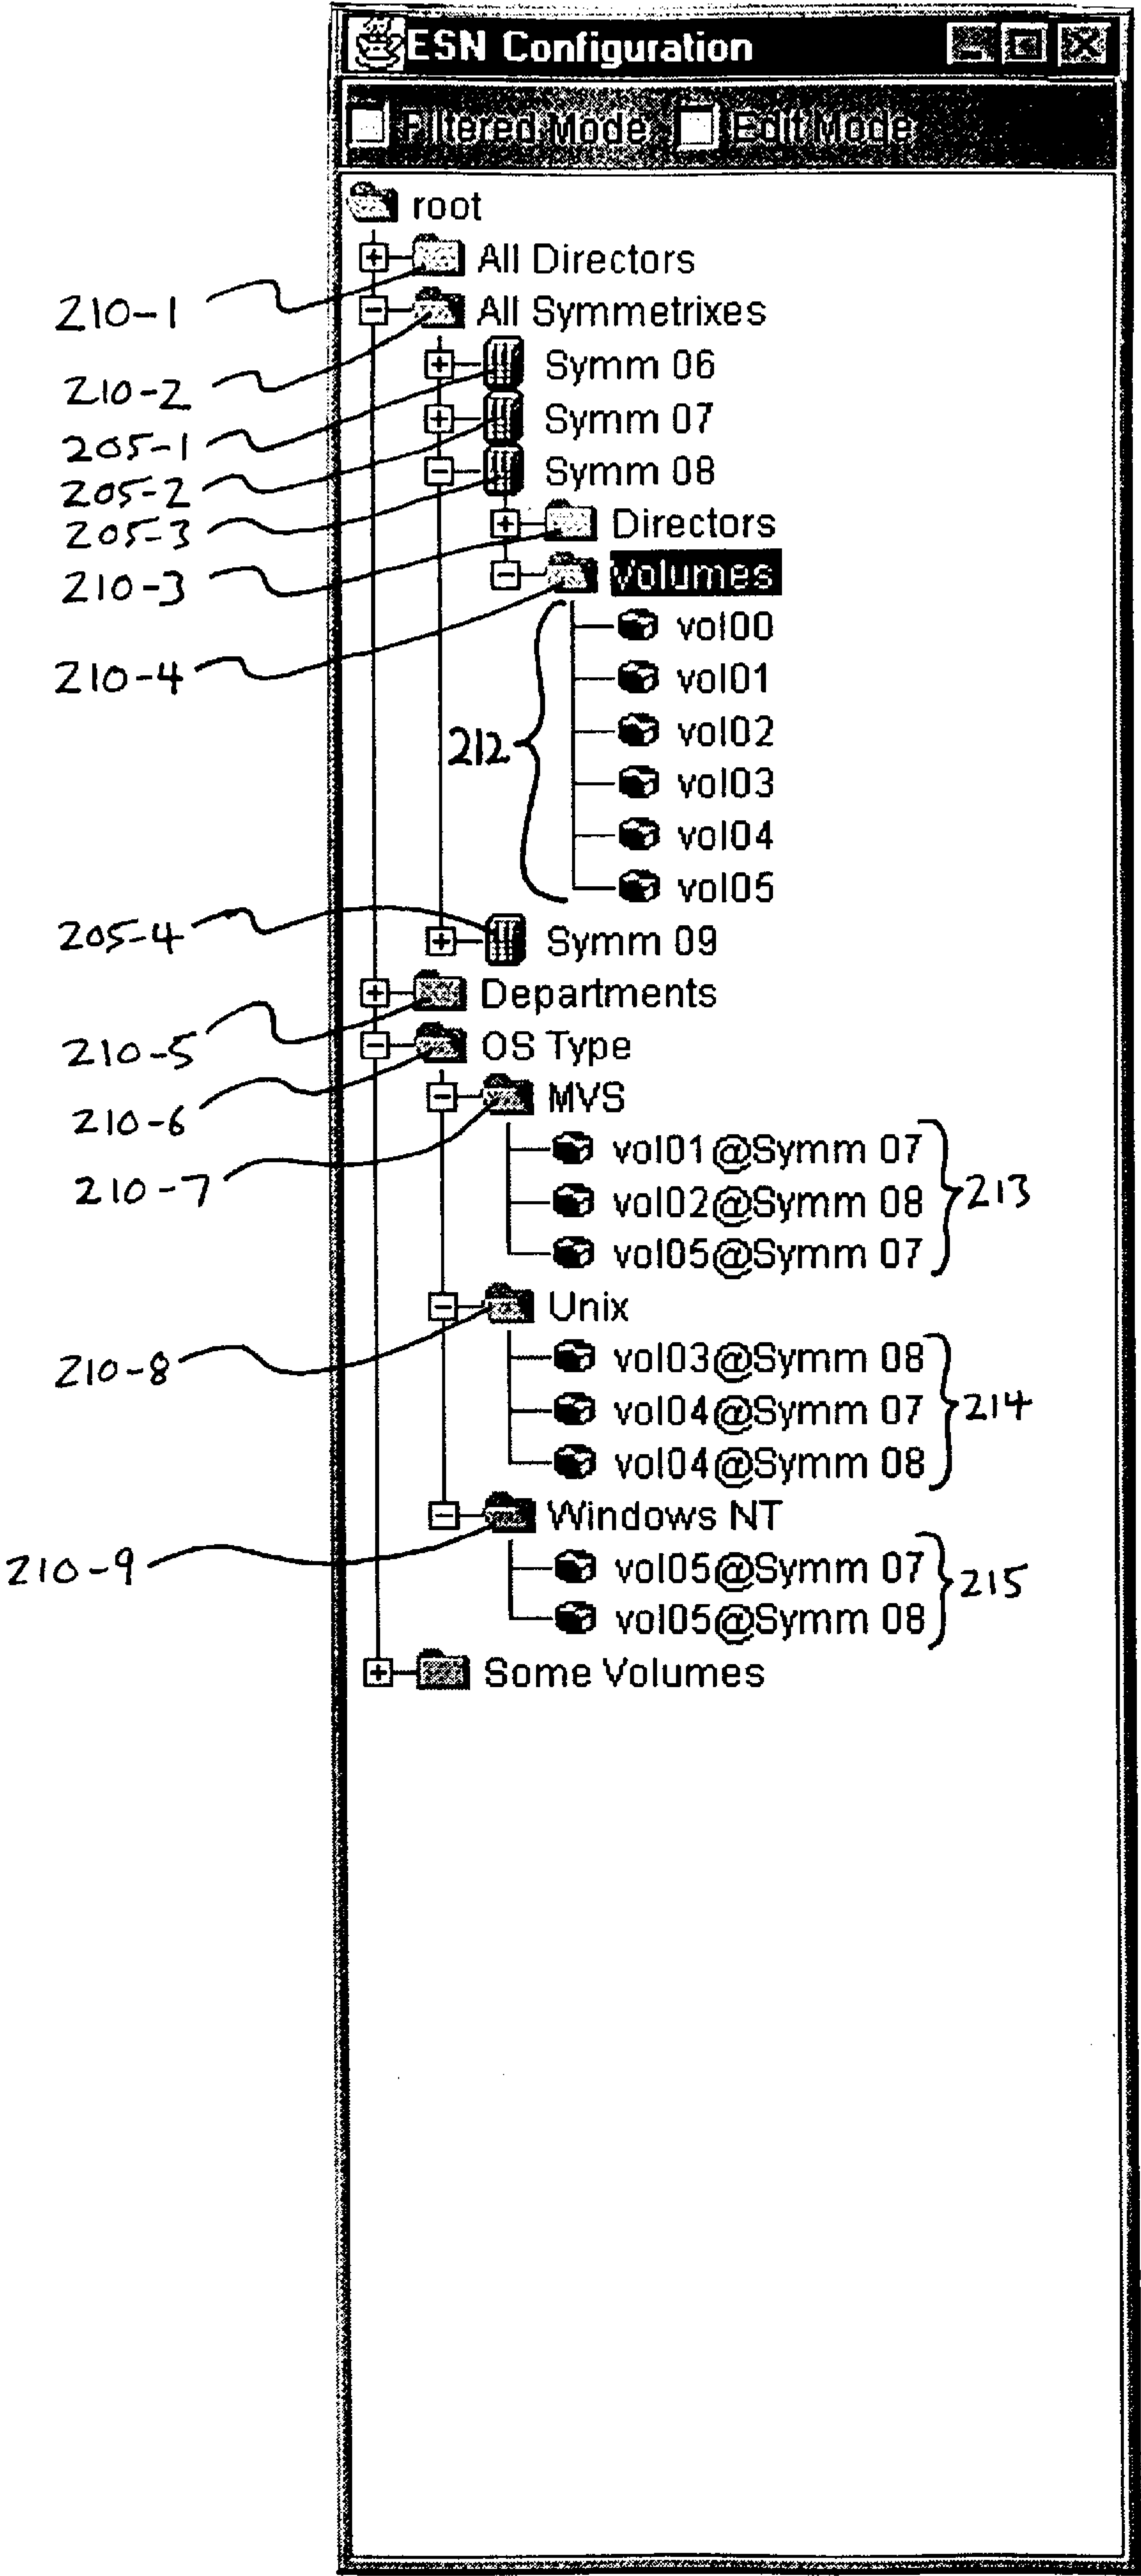 ESN Configuration
Filtered Mode Edit Mode
root
All Directors
210-1
All Symmetrixes
210-2
Symm 06
205-1
Symm 07
205-2
Symm 08
205-3
Directors
210-3
Volumes
210-4
vol00
vol01
vol02
212
vol03
vol04
vol05
205-4
Symm 09
Departments
210-5
OS Type
210-6
MVS
210-7
vol01@Symm 07
vol02@Symm 08
213
vol05@Symm 07
Unix
210-8
vol03@Symm 08
vol04@Symm 07
214
vol04@Symm 08
Windows NT
210-9
vol05@Symm 07
215
vol05@Symm 08
Some Volumes